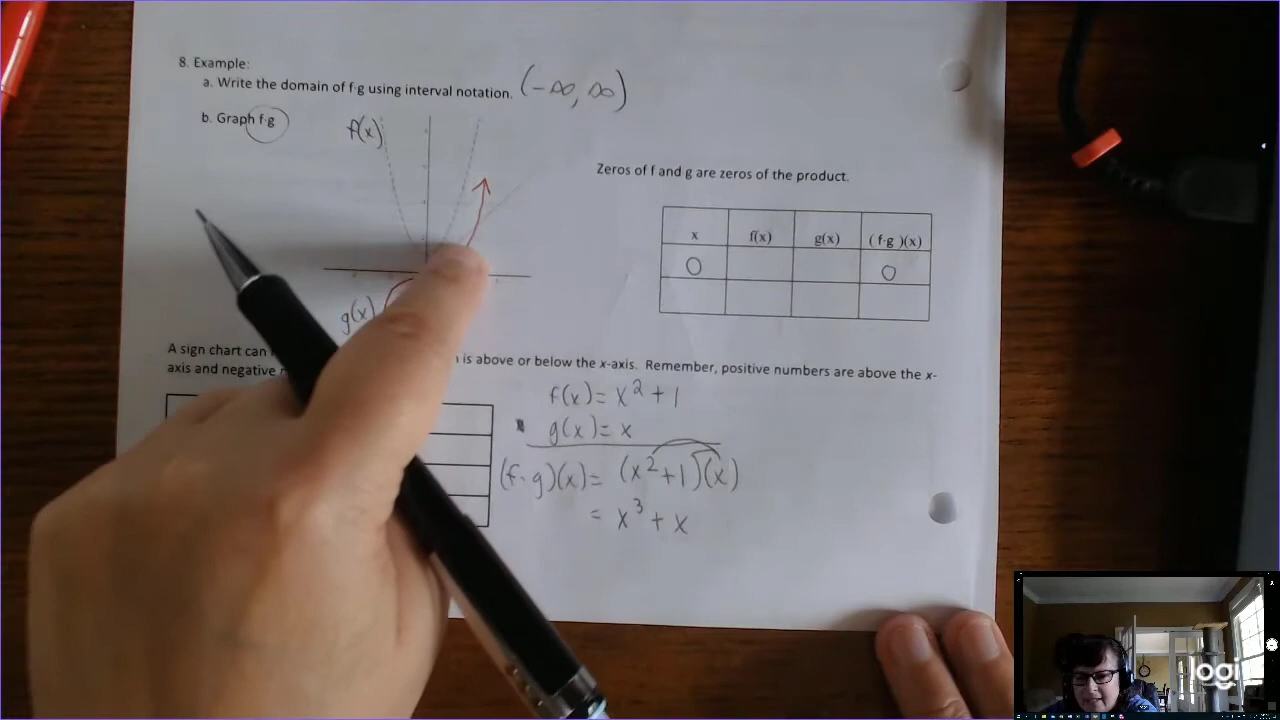 8. Example:
a. Write the domain of f·g using interval notation. (-∞, ∞)
b. Graph f·g
f(x)
g(x)
Zeros of f and g are zeros of the product.
x f(x) g(x) (f·g)(x)
0 0
A sign chart can
is above or below the x-axis. Remember, positive numbers are above the x-
axis and negative
f(x) = x² + 1
g(x) = x
(f·g)(x) = (x² + 1)(x)
= x³ + x
logi